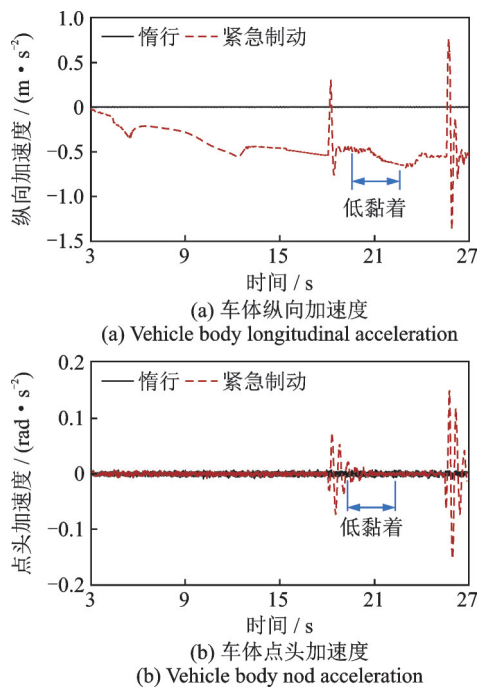 惰行 紧急制动
纵向加速度 / (m·s⁻²)
1.0
0.5
0
−0.5
−1.0
−1.5
低黏着
3 9 15 21 27
时间 / s
(a) 车体纵向加速度
(a) Vehicle body longitudinal acceleration
惰行 紧急制动
点头加速度 / (rad·s⁻²)
0.2
0.1
0
−0.1
−0.2
低黏着
3 9 15 21 27
时间 / s
(b) 车体点头加速度
(b) Vehicle body nod acceleration